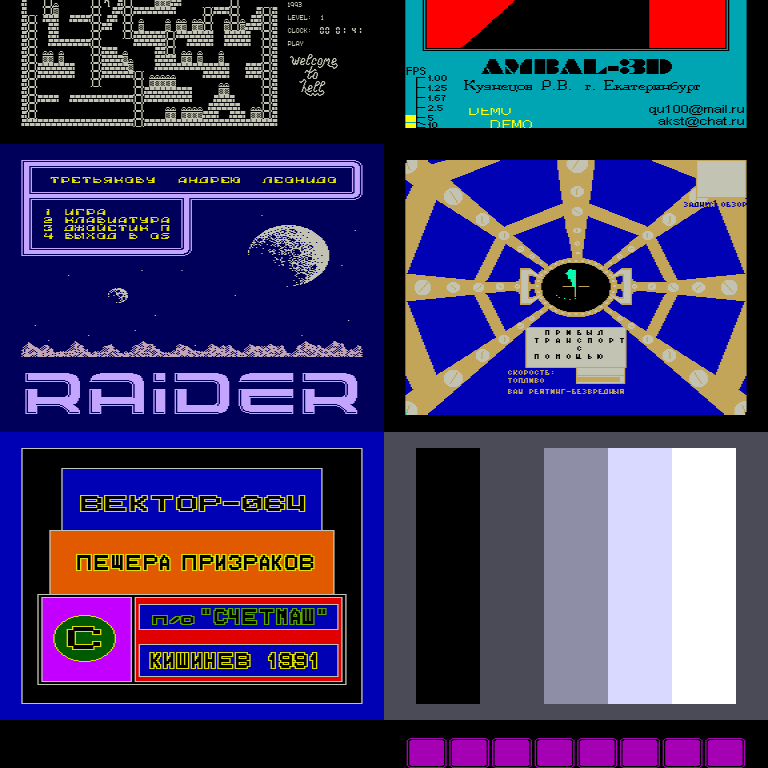 1993
LEVEL: 1
CLOCK: 00 0: 4:
PLAY
welcome
to
hell
FPS
1.00
1.25
1.67
2.5
5
10
AMBAL-3D
Кузнецов Р.В. г. Екатеринбург
DEMO
DEMO
qu100@mail.ru
akst@chat.ru
ТРЕТЬЯКОВУ АНДРЕЮ ЛЕОНИДО
1 ИГРА
2 КЛАВИАТУРА
3 ДЖОЙСТИК П
4 ВЫХОД В OS
RAIDER
ЗАДНИЙ ОБЗОР
ПРИБЫЛ
ТРАНСПОРТ
С
ПОМОЩЬЮ
СКОРОСТЬ:
ТОПЛИВО
ВАШ РЕЙТИНГ-БЕЗВРЕДНЫЙ
ВЕКТОР-06Ц
ПЕЩЕРА ПРИЗРАКОВ
С
п/о "СЧЕТМАШ"
КИШИНЕВ 1991